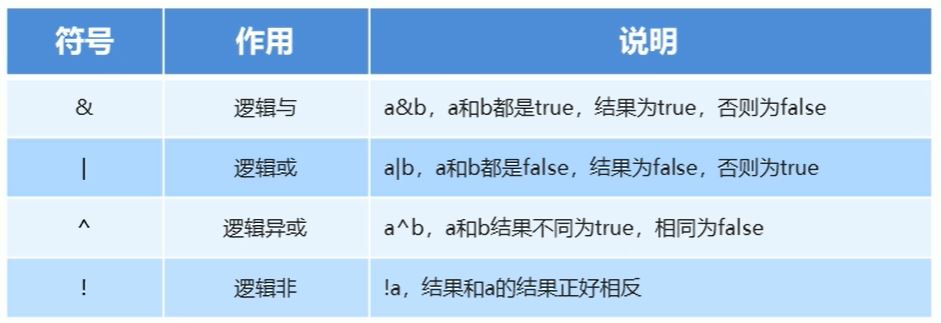 符号 作用 说明
& 逻辑与 a&b，a和b都是true，结果为true，否则为false
| 逻辑或 a|b，a和b都是false，结果为false，否则为true
^ 逻辑异或 a^b，a和b结果不同为true，相同为false
! 逻辑非 !a，结果和a的结果正好相反